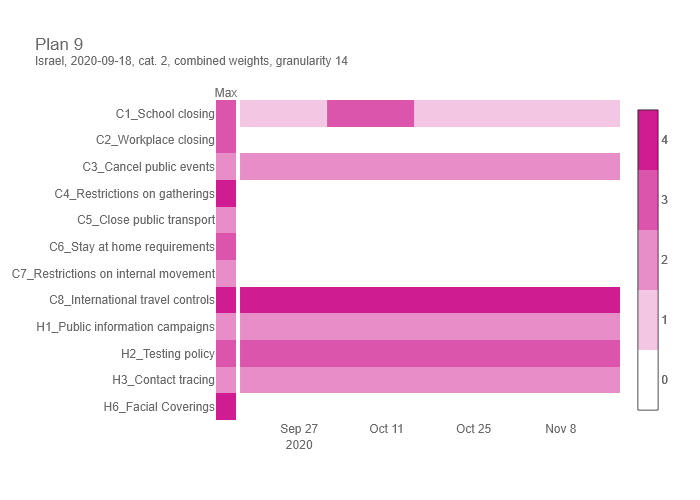 Plan 9
Israel, 2020-09-18, cat. 2, combined weights, granularity 14
Max
C1_School closing
C2_Workplace closing
C3_Cancel public events
C4_Restrictions on gatherings
C5_Close public transport
C6_Stay at home requirements
C7_Restrictions on internal movement
C8_International travel controls
H1_Public information campaigns
H2_Testing policy
H3_Contact tracing
H6_Facial Coverings
Sep 27 Oct 11 Oct 25 Nov 8
2020
4
3
2
1
0